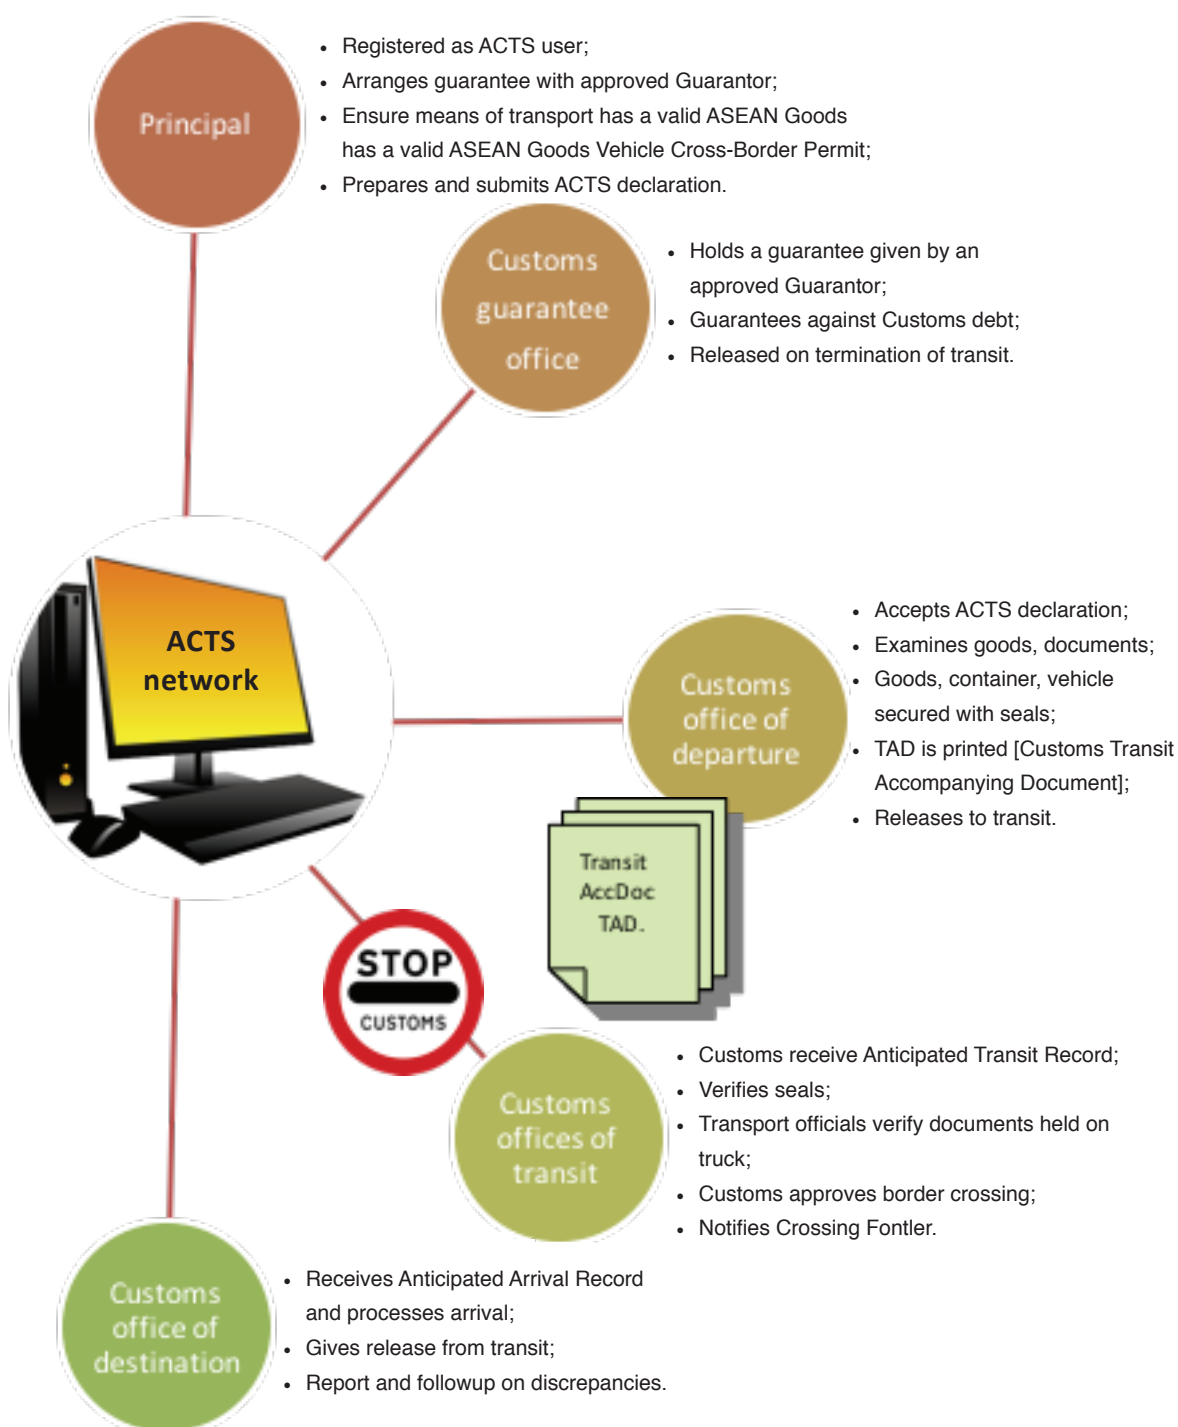 Principal
• Registered as ACTS user;
• Arranges guarantee with approved Guarantor;
• Ensure means of transport has a valid ASEAN Goods
has a valid ASEAN Goods Vehicle Cross-Border Permit;
• Prepares and submits ACTS declaration.
Customs
guarantee
office
• Holds a guarantee given by an
approved Guarantor;
• Guarantees against Customs debt;
• Released on termination of transit.
ACTS
network
Customs
office of
departure
• Accepts ACTS declaration;
• Examines goods, documents;
• Goods, container, vehicle
secured with seals;
• TAD is printed [Customs Transit
Accompanying Document];
• Releases to transit.
Transit
AccDoc
TAD.
STOP
CUSTOMS
Customs
offices of
transit
• Customs receive Anticipated Transit Record;
• Verifies seals;
• Transport officials verify documents held on
truck;
• Customs approves border crossing;
• Notifies Crossing Fontler.
Customs
office of
destination
• Receives Anticipated Arrival Record
and processes arrival;
• Gives release from transit;
• Report and followup on discrepancies.